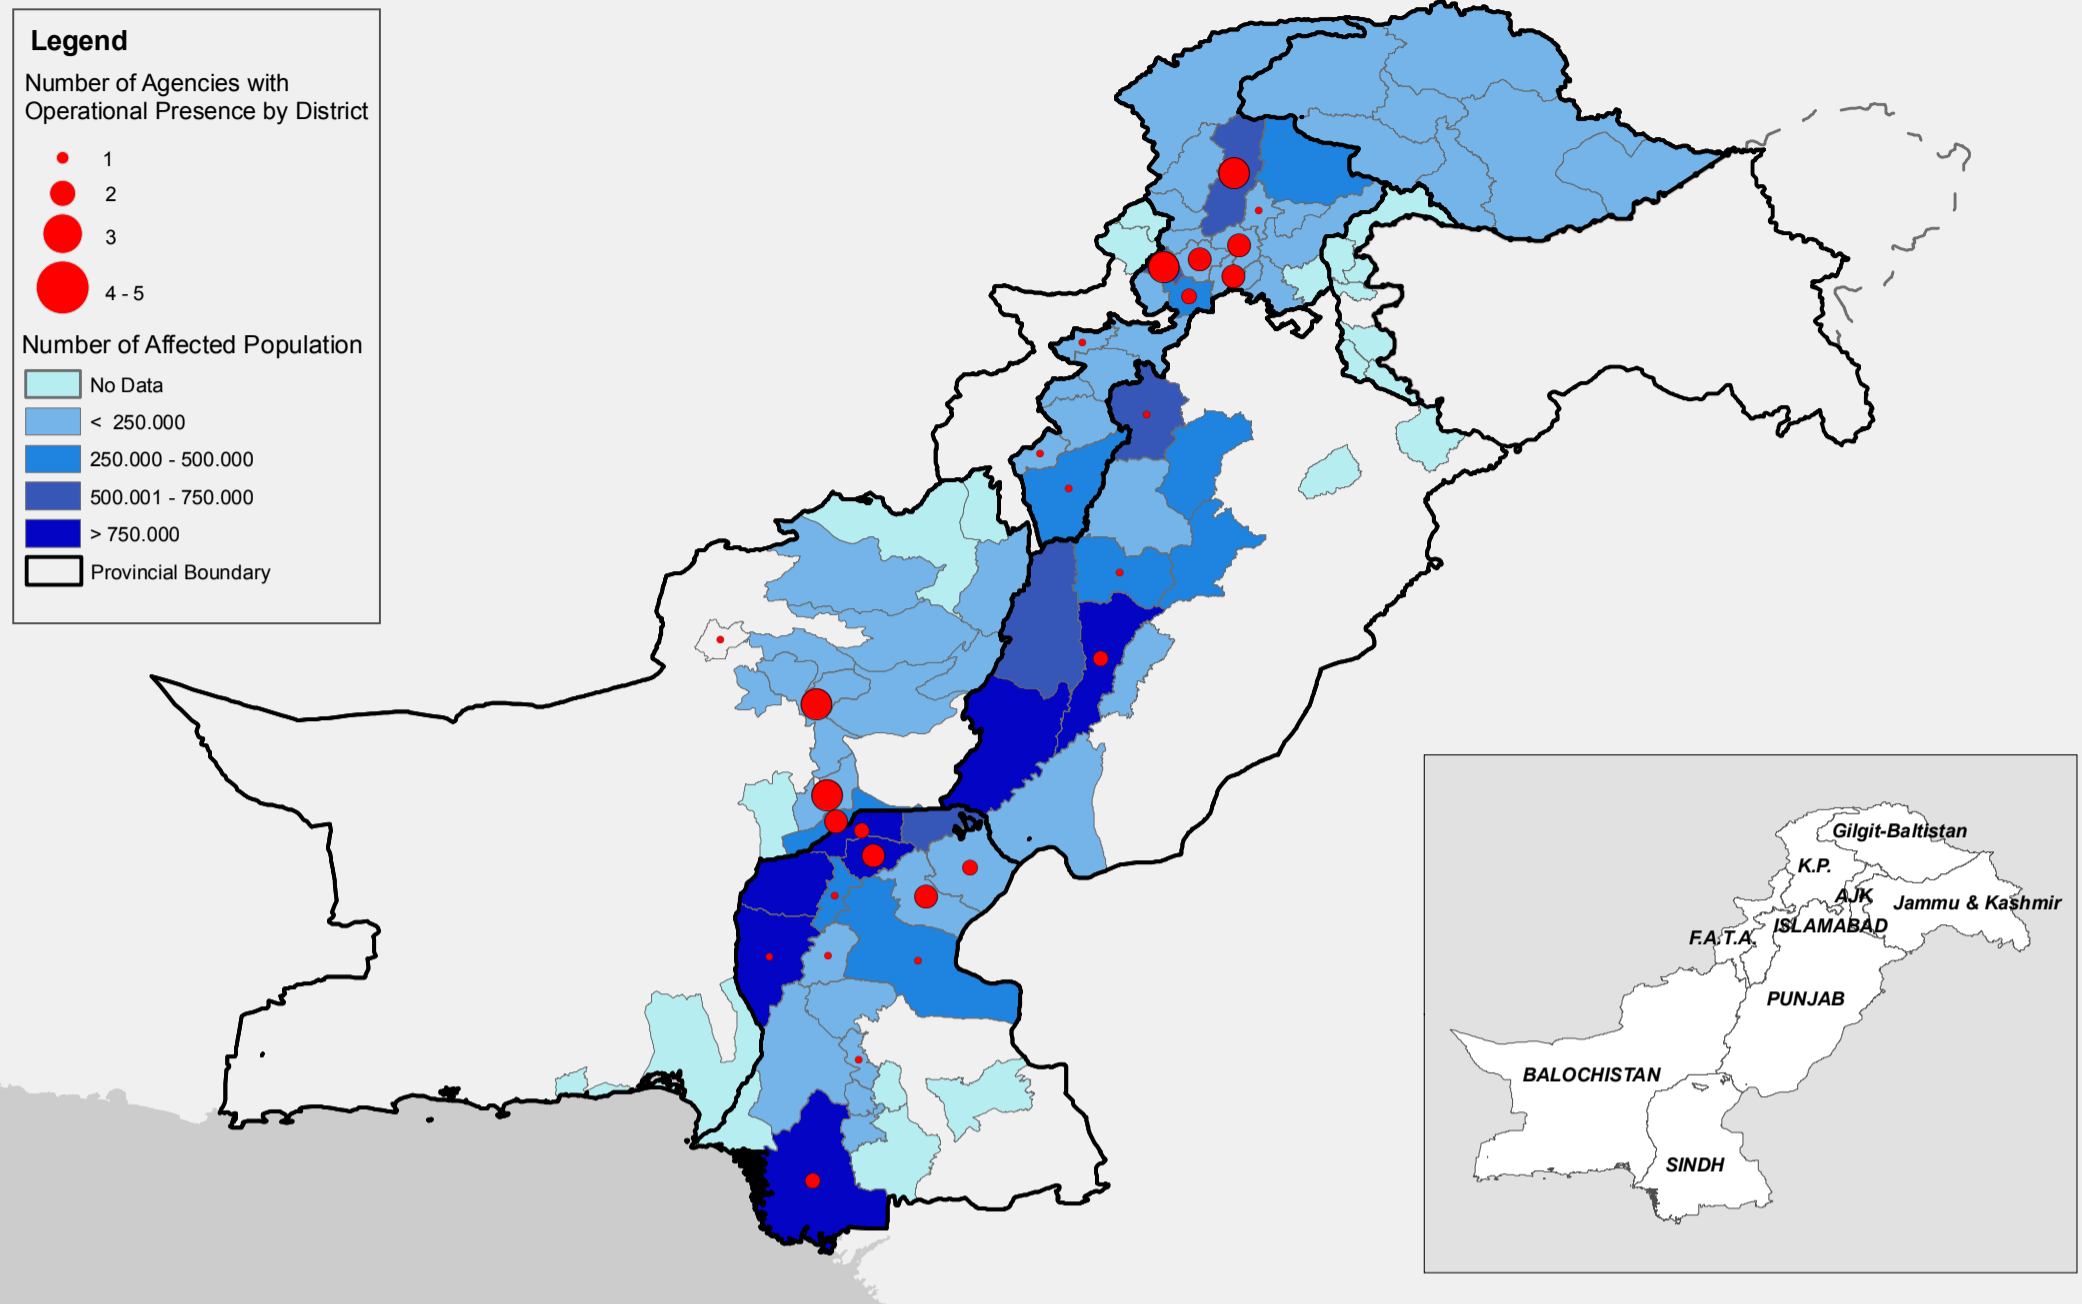 Legend
Number of Agencies with
Operational Presence by District
1
2
3
4 - 5
Number of Affected Population
No Data
< 250.000
250.000 - 500.000
500.001 - 750.000
> 750.000
Provincial Boundary
Gilgit-Baltistan
K.P.
AJK
Jammu & Kashmir
ISLAMABAD
F.A.T.A.
PUNJAB
BALOCHISTAN
SINDH